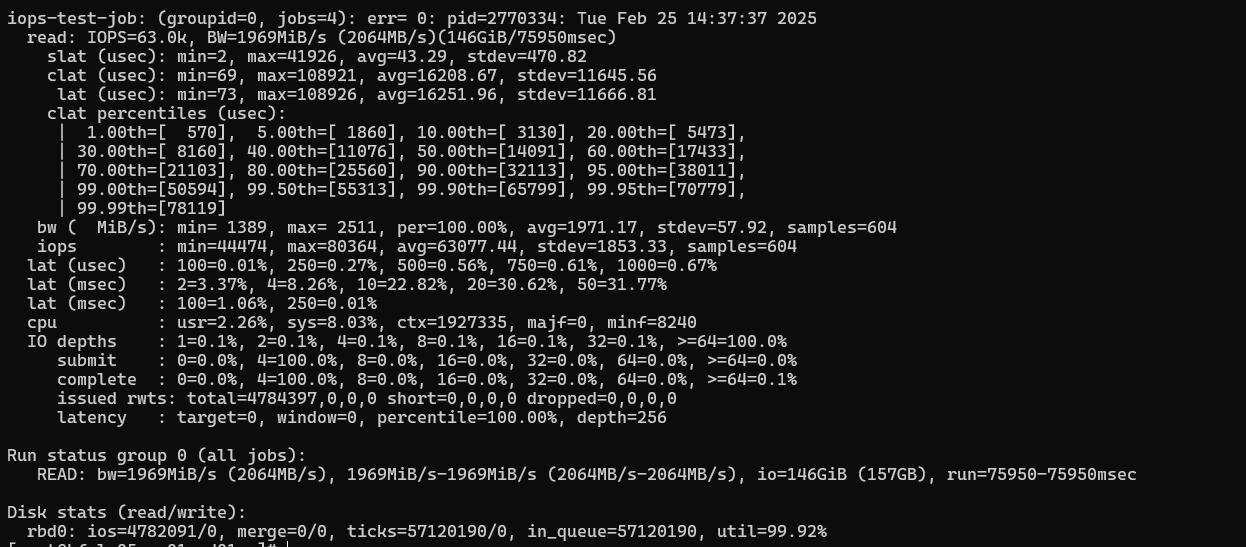 iops-test-job: (groupid=0, jobs=4): err= 0: pid=2770334: Tue Feb 25 14:37:37 2025
  read: IOPS=63.0k, BW=1969MiB/s (2064MB/s)(146GiB/75950msec)
    slat (usec): min=2, max=41926, avg=43.29, stdev=470.82
    clat (usec): min=69, max=108921, avg=16208.67, stdev=11645.56
     lat (usec): min=73, max=108926, avg=16251.96, stdev=11666.81
    clat percentiles (usec):
     |  1.00th=[  570],  5.00th=[ 1860], 10.00th=[ 3130], 20.00th=[ 5473],
     | 30.00th=[ 8160], 40.00th=[11076], 50.00th=[14091], 60.00th=[17433],
     | 70.00th=[21103], 80.00th=[25560], 90.00th=[32113], 95.00th=[38011],
     | 99.00th=[50594], 99.50th=[55313], 99.90th=[65799], 99.95th=[70779],
     | 99.99th=[78119]
   bw (  MiB/s): min= 1389, max= 2511, per=100.00%, avg=1971.17, stdev=57.92, samples=604
   iops        : min=44474, max=80364, avg=63077.44, stdev=1853.33, samples=604
  lat (usec)   : 100=0.01%, 250=0.27%, 500=0.56%, 750=0.61%, 1000=0.67%
  lat (msec)   : 2=3.37%, 4=8.26%, 10=22.82%, 20=30.62%, 50=31.77%
  lat (msec)   : 100=1.06%, 250=0.01%
  cpu          : usr=2.26%, sys=8.03%, ctx=1927335, majf=0, minf=8240
  IO depths    : 1=0.1%, 2=0.1%, 4=0.1%, 8=0.1%, 16=0.1%, 32=0.1%, >=64=100.0%
     submit    : 0=0.0%, 4=100.0%, 8=0.0%, 16=0.0%, 32=0.0%, 64=0.0%, >=64=0.0%
     complete  : 0=0.0%, 4=100.0%, 8=0.0%, 16=0.0%, 32=0.0%, 64=0.0%, >=64=0.1%
     issued rwts: total=4784397,0,0,0 short=0,0,0,0 dropped=0,0,0,0
     latency   : target=0, window=0, percentile=100.00%, depth=256

Run status group 0 (all jobs):
   READ: bw=1969MiB/s (2064MB/s), 1969MiB/s-1969MiB/s (2064MB/s-2064MB/s), io=146GiB (157GB), run=75950-75950msec

Disk stats (read/write):
  rbd0: ios=4782091/0, merge=0/0, ticks=57120190/0, in_queue=57120190, util=99.92%